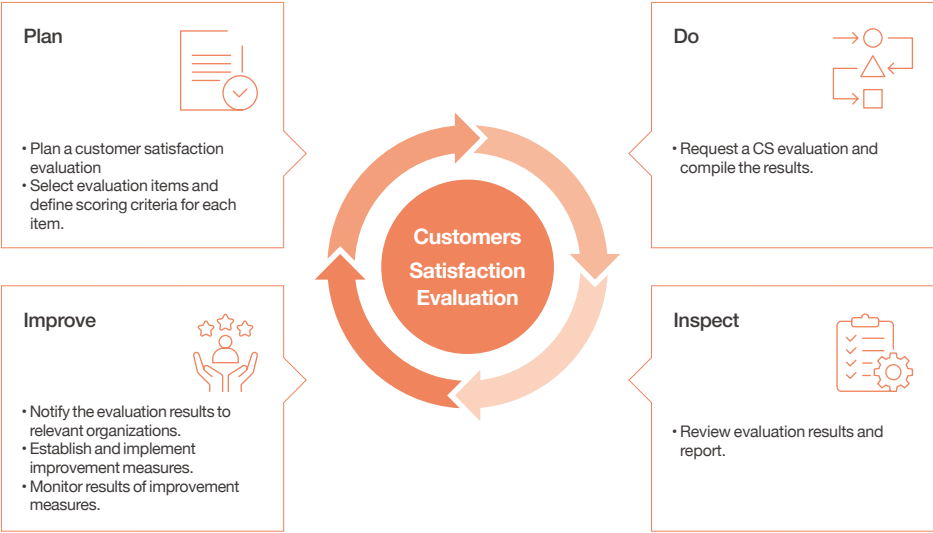 Plan
• Plan a customer satisfaction
evaluation
• Select evaluation items and
define scoring criteria for each
item.
Do
• Request a CS evaluation and
compile the results.
Customers
Satisfaction
Evaluation
Improve
• Notify the evaluation results to
relevant organizations.
• Establish and implement
improvement measures.
• Monitor results of improvement
measures.
Inspect
• Review evaluation results and
report.